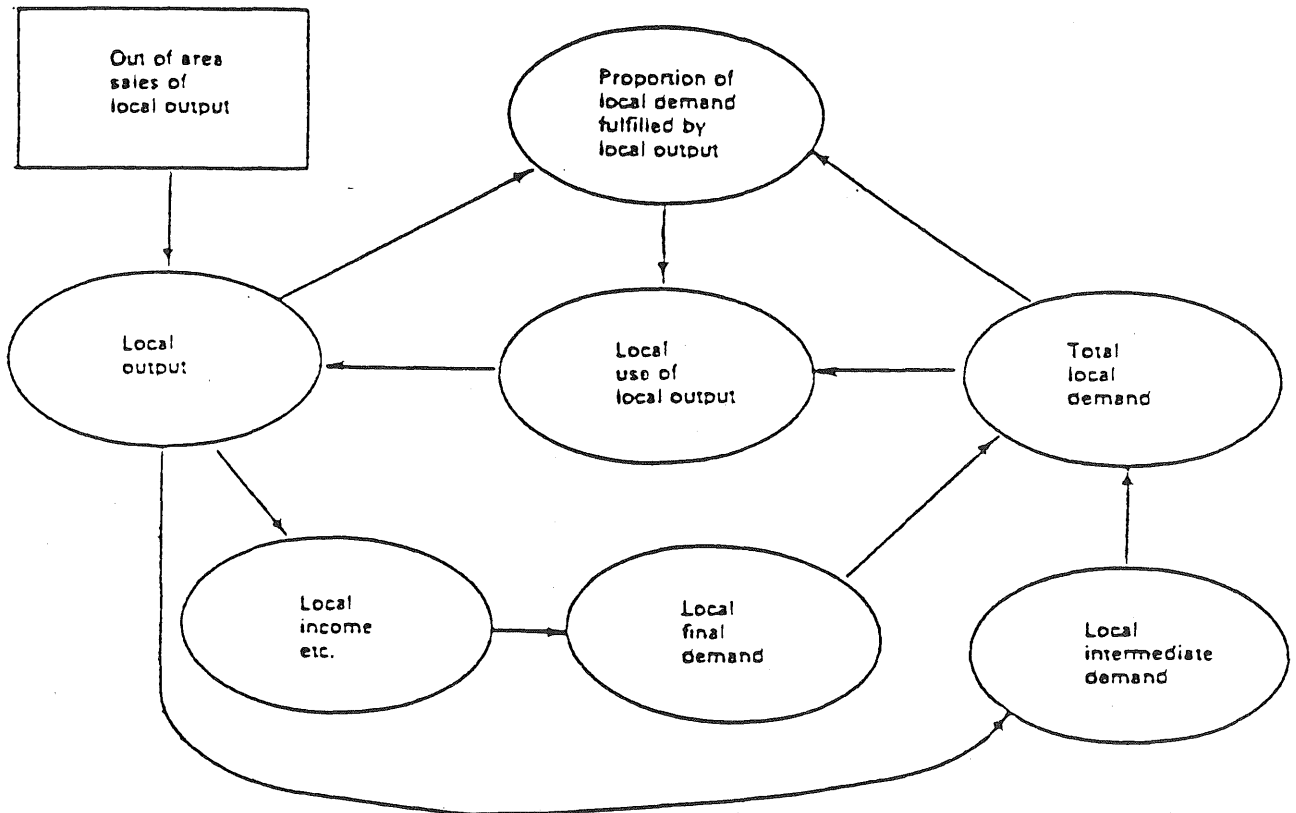 Out of area
sales of
local output
Proportion of
local demand
fulfilled by
local output
Local
output
Local
use of
local output
Total
local
demand
Local
income
etc.
Local
final
demand
Local
intermediate
demand